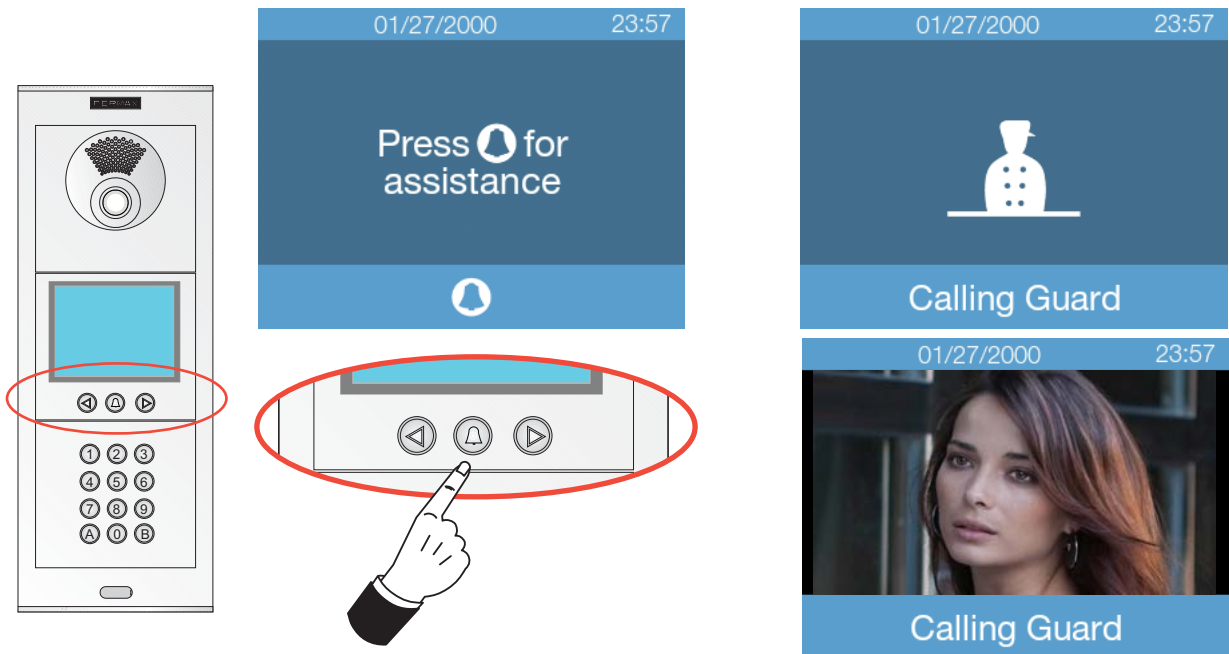 FERMAX
1 2 3
4 5 6
7 8 9
A 0 B
01/27/2000 23:57
Press for
assistance
01/27/2000 23:57
Calling Guard
01/27/2000 23:57
Calling Guard